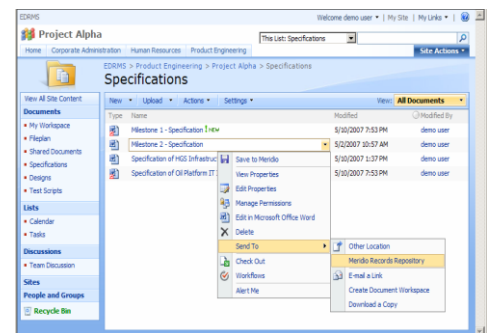 EDRMS
Welcome demo user | My Site | My Links |
Project Alpha
This List: Specifications
Home Corporate Administration Human Resources Product Engineering
Site Actions
EDRMS > Product Engineering > Project Alpha > Specifications
Specifications
View All Site Content
New Upload Actions Settings
View: All Documents
Documents
Type Name Modified Modified By
My Workspace
Milestone 1 - Specification ! NEW 5/10/2007 7:53 PM demo user
Fileplan
Milestone 2 - Specification 5/2/2007 10:57 AM demo user
Shared Documents
Specification of HGS Infrastruc 5/10/2007 1:37 PM demo user
Specifications
Specification of Oil Platform IT 5/10/2007 7:53 PM demo user
Designs
Test Scripts
Lists
Calendar
Tasks
Discussions
Team Discussion
Sites
People and Groups
Recycle Bin
Save to Meridio
View Properties
Edit Properties
Manage Permissions
Edit in Microsoft Office Word
Delete
Send To
Check Out
Workflows
Alert Me
Other Location
Meridio Records Repository
E-mail a Link
Create Document Workspace
Download a Copy